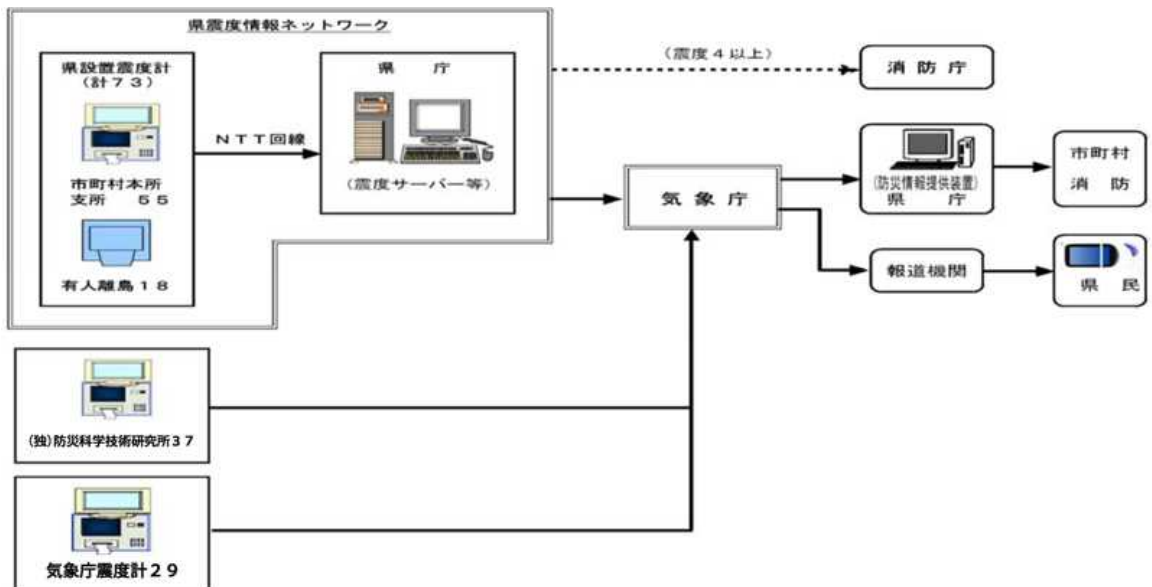 県震度情報ネットワーク
県設置震度計
(計73)
市町村本所
支所 55
有人離島18
NTT回線
県 庁
(震度サーバー等)
(震度4以上)
消防庁
気象庁
(防災情報提供装置)
県 庁
市町村
消 防
報道機関
県 民
(独)防災科学技術研究所37
気象庁震度計29